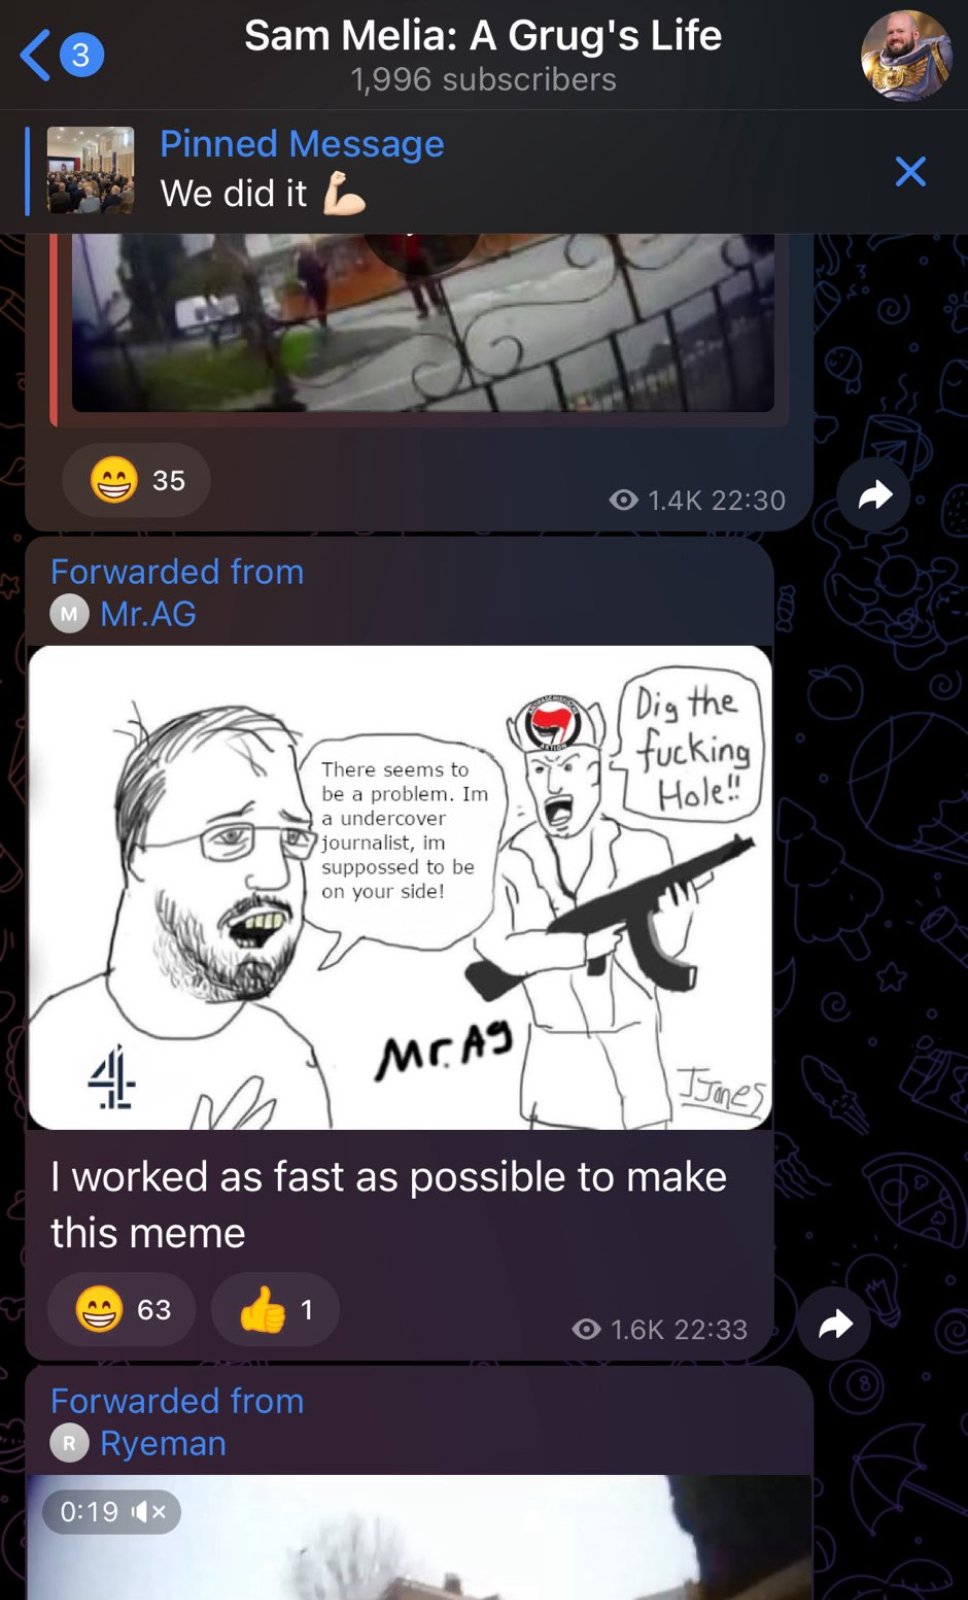 3
Sam Melia: A Grug's Life
1,996 subscribers
Pinned Message
We did it 💪🏻
35
1.4K 22:30
Forwarded from
M Mr.AG
There seems to
be a problem. Im
a undercover
journalist, im
suppossed to be
on your side!
Dig the
fucking
Hole!!
AKTION
4
Mr.Ag
JJones
I worked as fast as possible to make
this meme
63
1
1.6K 22:33
Forwarded from
R Ryeman
0:19